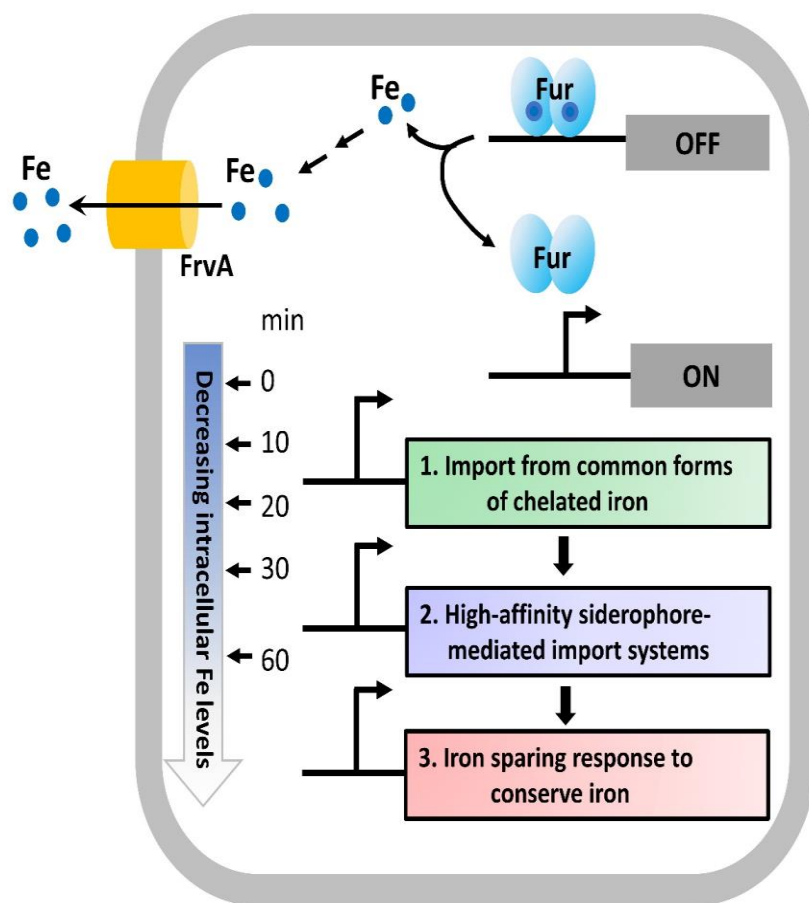 Fur
Fe
OFF
Fe
Fe
Fur
FrvA
min
Decreasing intracellular Fe levels
0
ON
10
1. Import from common forms
of chelated iron
20
30
2. High-affinity siderophore-
mediated import systems
60
3. Iron sparing response to
conserve iron